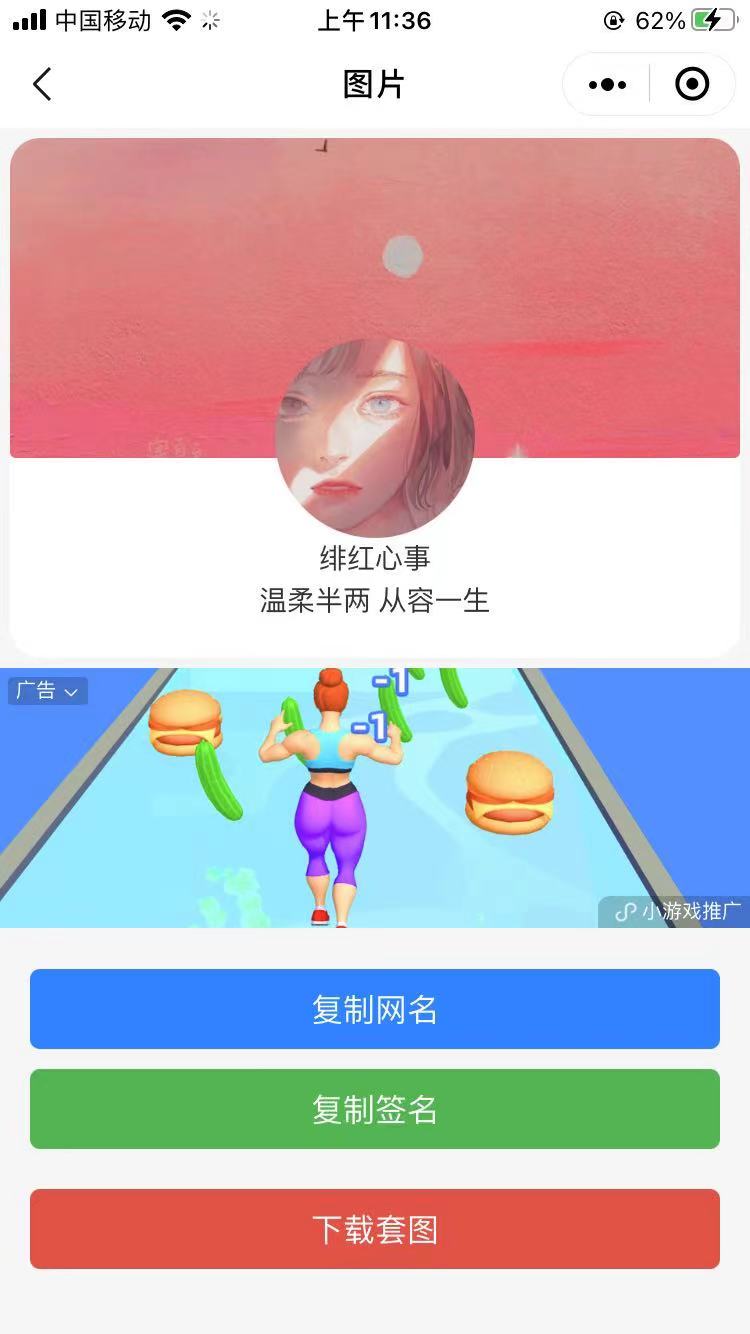 中国移动
上午11:36
62%
图片
绯红心事
温柔半两 从容一生
广告
-1
-1
小游戏推广
复制网名
复制签名
下载套图